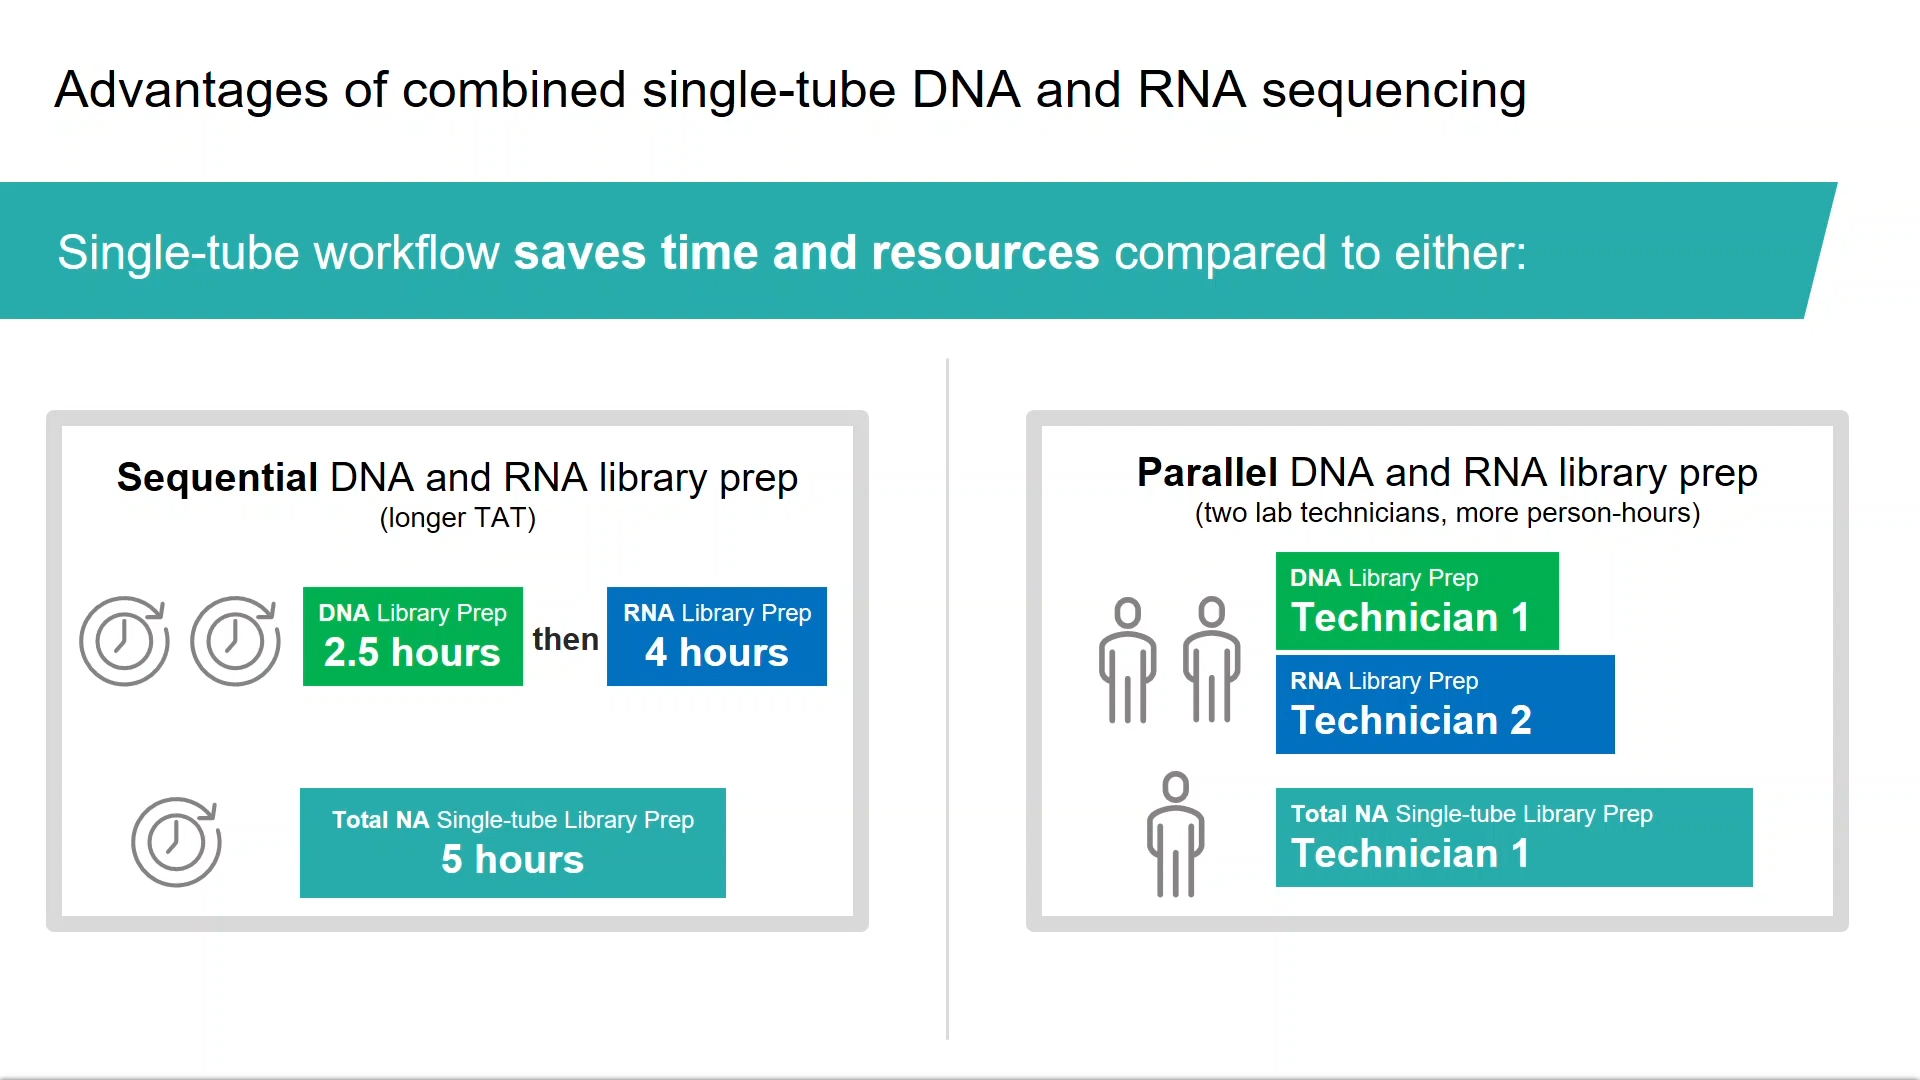 Advantages of combined single-tube DNA and RNA sequencing
Single-tube workflow saves time and resources compared to either:
Sequential DNA and RNA library prep
(longer TAT)
DNA Library Prep
2.5 hours
then
RNA Library Prep
4 hours
Total NA Single-tube Library Prep
5 hours
Parallel DNA and RNA library prep
(two lab technicians, more person-hours)
DNA Library Prep
Technician 1
RNA Library Prep
Technician 2
Total NA Single-tube Library Prep
Technician 1